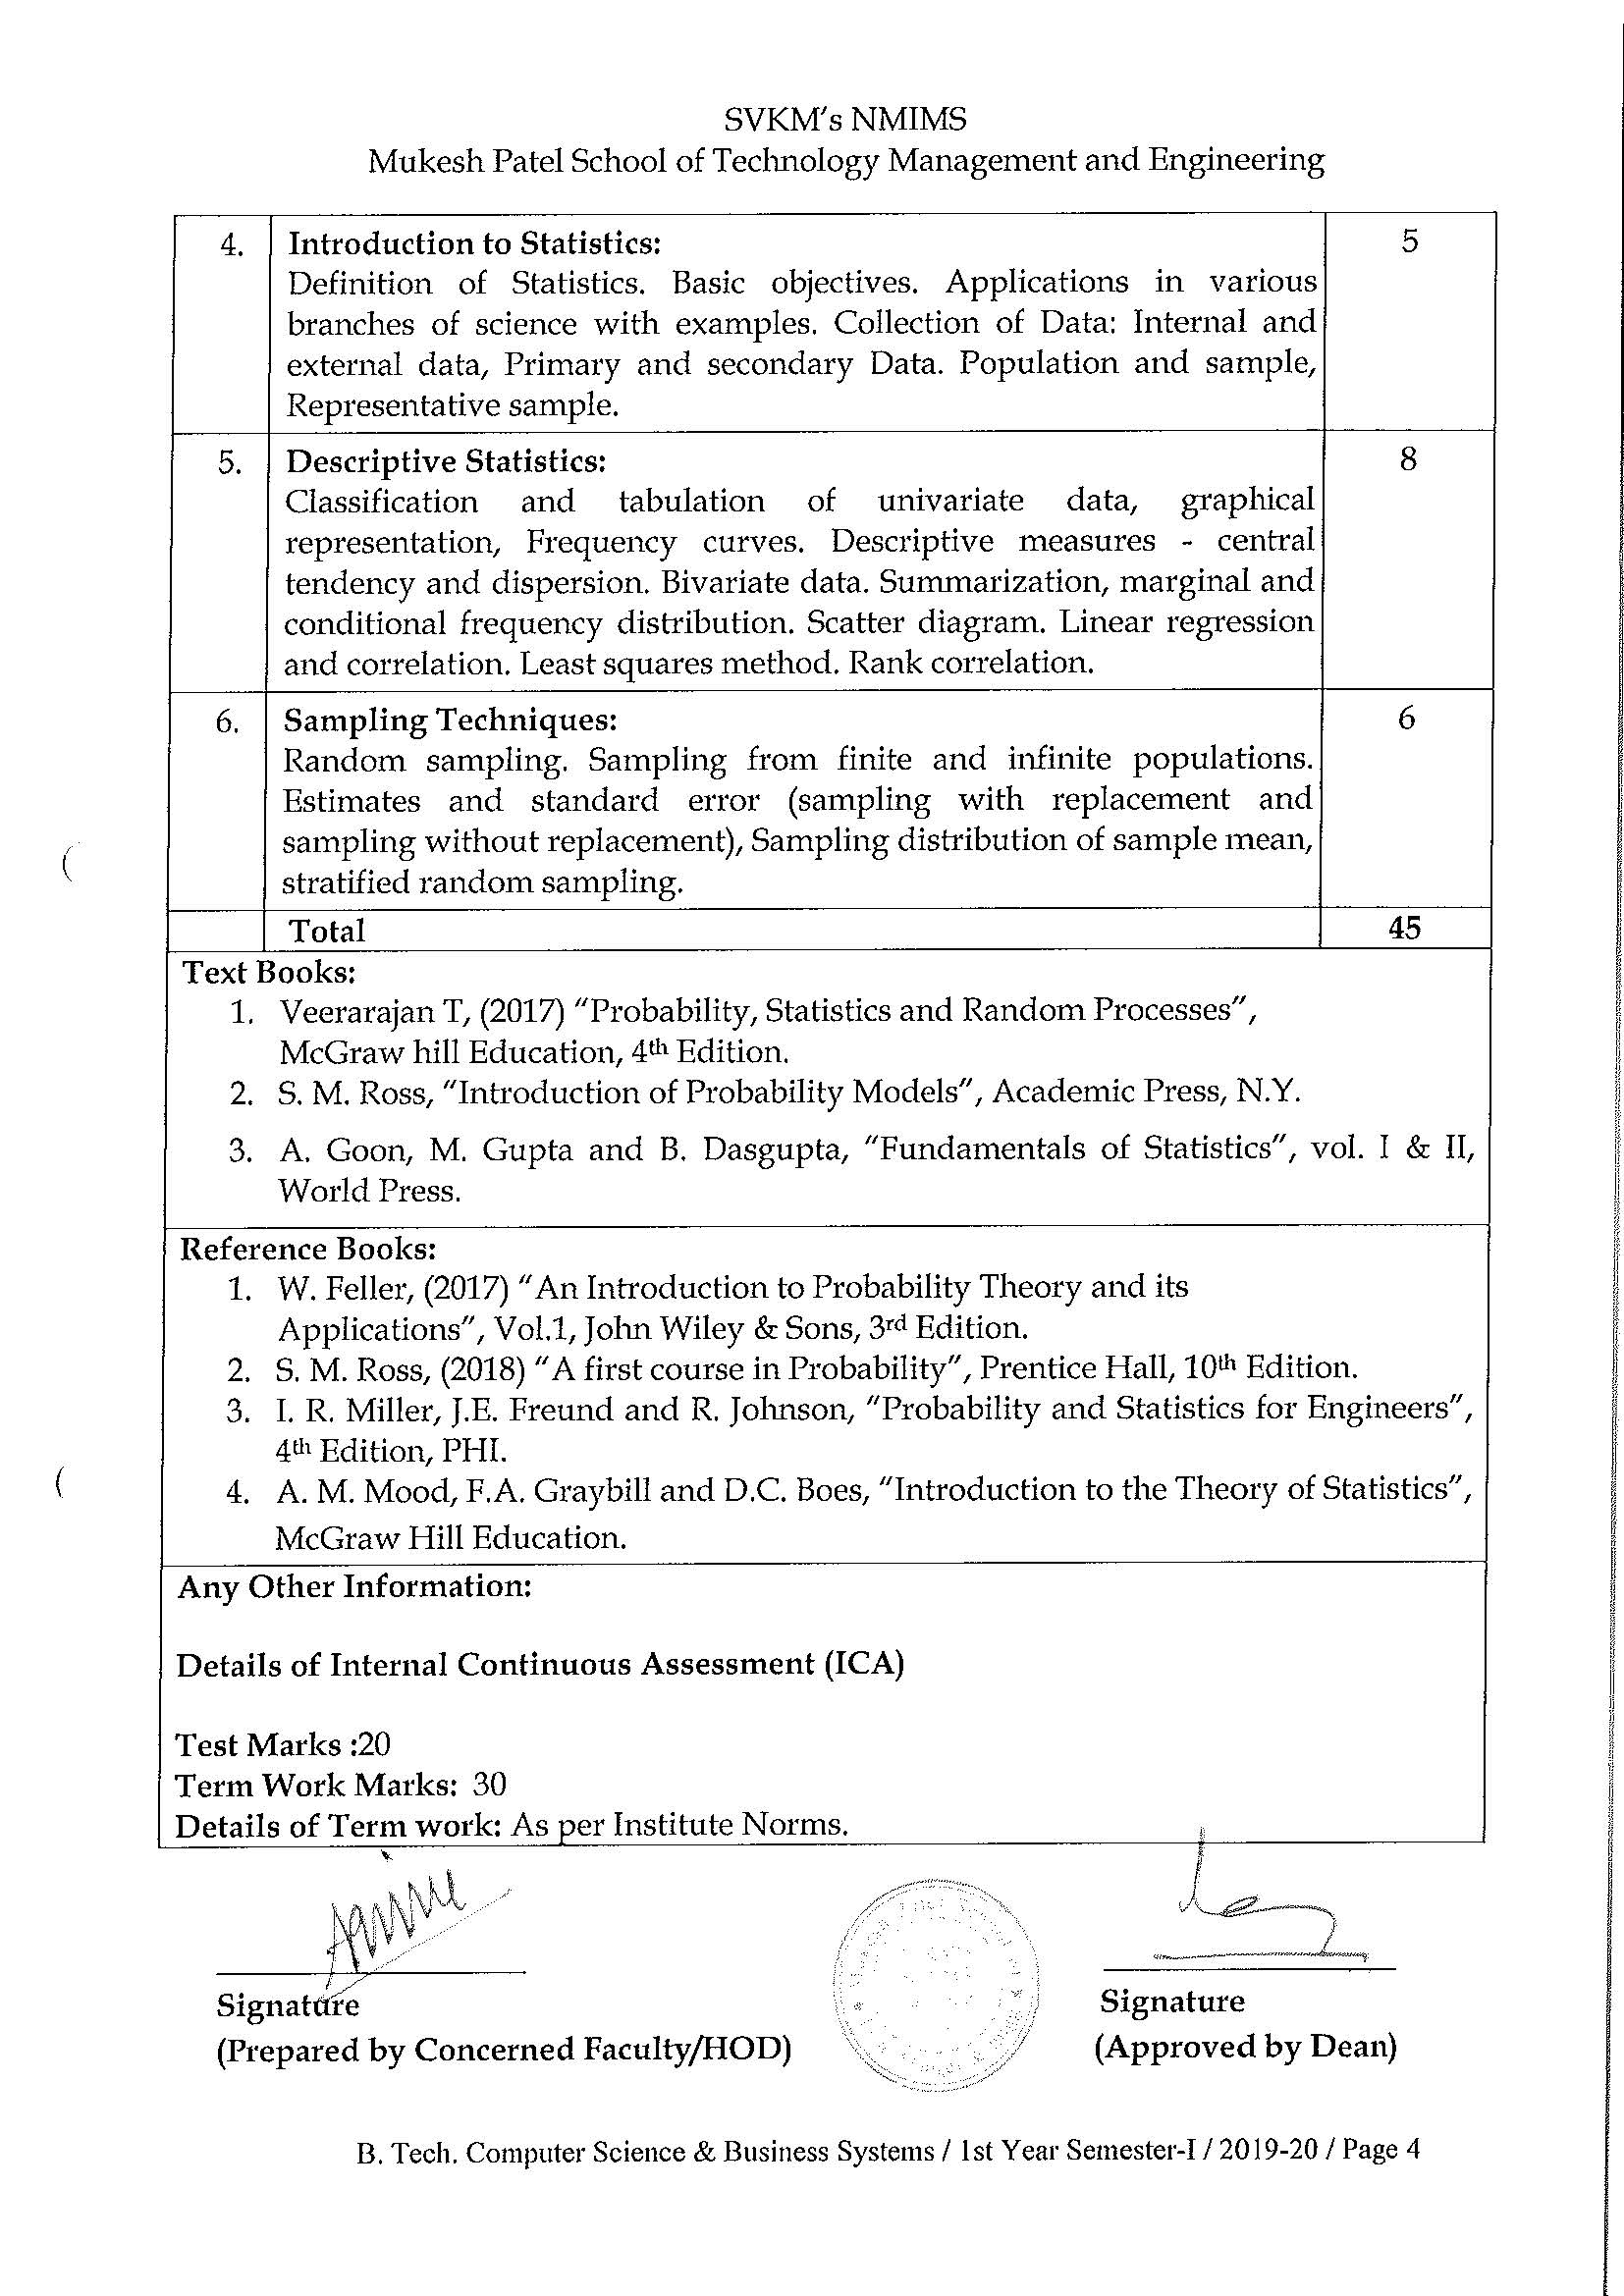 SVKM's NMIMS
Mukesh Patel School of Technology Management and Engineering
4. Introduction to Statistics: 5
Definition of Statistics. Basic objectives. Applications in various
branches of science with examples. Collection of Data: Internal and
external data, Primary and secondary Data. Population and sample,
Representative sample.
5. Descriptive Statistics: 8
Classification and tabulation of univariate data, graphical
representation, Frequency curves. Descriptive measures - central
tendency and dispersion. Bivariate data. Summarization, marginal and
conditional frequency distribution. Scatter diagram. Linear regression
and correlation. Least squares method. Rank correlation.
6. Sampling Techniques: 6
Random sampling. Sampling from finite and infinite populations.
Estimates and standard error (sampling with replacement and
sampling without replacement), Sampling distribution of sample mean,
stratified random sampling.
Total 45
Text Books:
1. Veerarajan T, (2017) "Probability, Statistics and Random Processes",
McGraw hill Education, 4th Edition.
2. S. M. Ross, "Introduction of Probability Models", Academic Press, N.Y.
3. A. Goon, M. Gupta and B. Dasgupta, "Fundamentals of Statistics", vol. I & II,
World Press.
Reference Books:
1. W. Feller, (2017) "An Introduction to Probability Theory and its
Applications", Vol.1, John Wiley & Sons, 3rd Edition.
2. S. M. Ross, (2018) "A first course in Probability", Prentice Hall, 10th Edition.
3. I. R. Miller, J.E. Freund and R. Johnson, "Probability and Statistics for Engineers",
4th Edition, PHI.
4. A. M. Mood, F.A. Graybill and D.C. Boes, "Introduction to the Theory of Statistics",
McGraw Hill Education.
Any Other Information:
Details of Internal Continuous Assessment (ICA)
Test Marks :20
Term Work Marks: 30
Details of Term work: As per Institute Norms.
Signature Signature
(Prepared by Concerned Faculty/HOD) (Approved by Dean)
B. Tech. Computer Science & Business Systems / 1st Year Semester-I / 2019-20 / Page 4